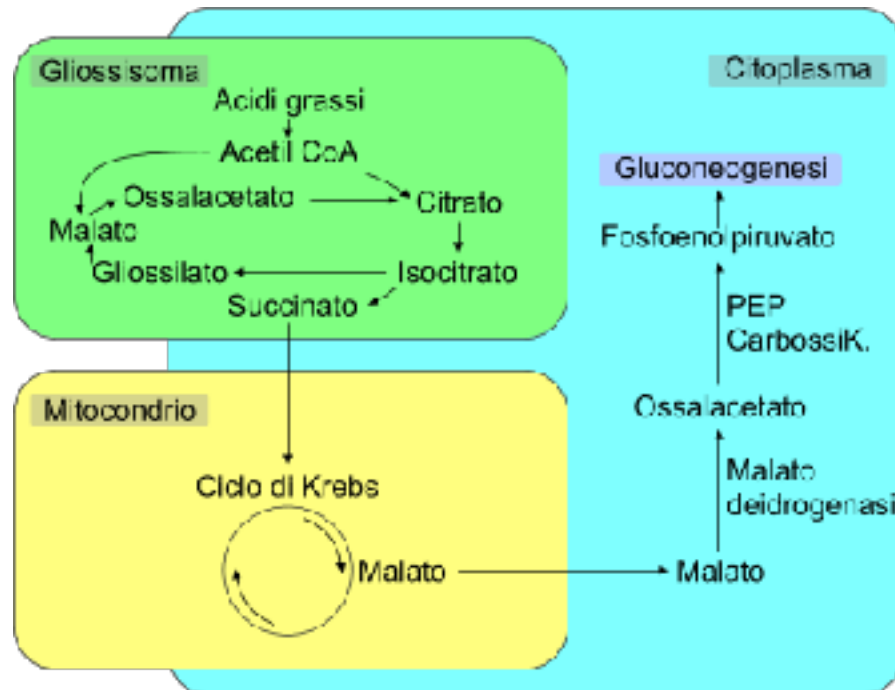 Gliossisoma
Citoplasma
Acidi grassi
Acetil CoA
Gluconeogenesi
Ossalacetato
Citrato
Malato
Fosfoenolpiruvato
Gliossilato
Isocitrato
Succinato
PEP
CarbossiK.
Mitocondrio
Ossalacetato
Ciclo di Krebs
Malato
deidrogenasi
Malato
Malato